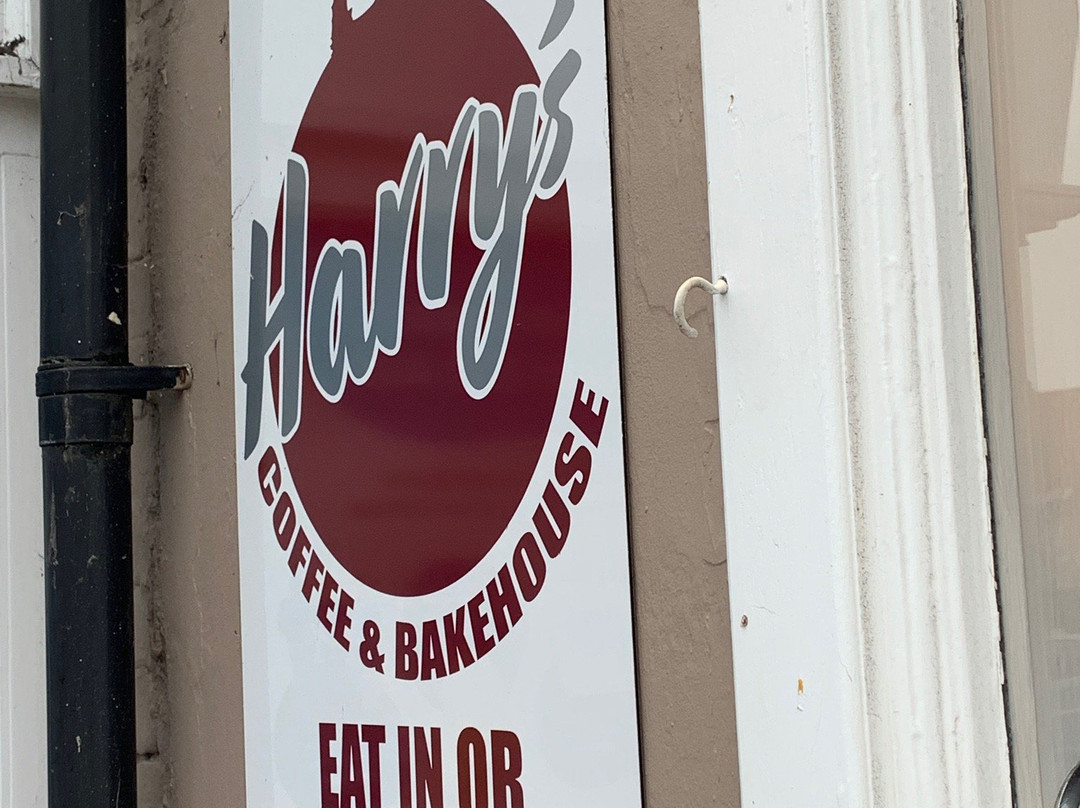 Harry's
COFFEE & BAKEHOUSE
EAT IN OR